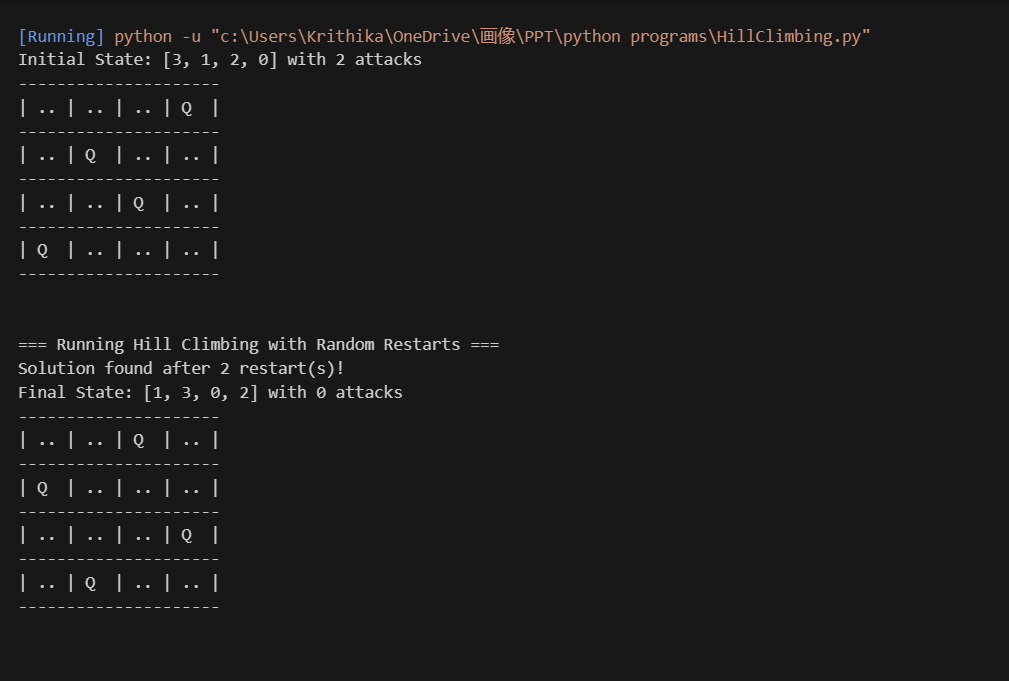 [Running] python -u "c:\Users\Krithika\OneDrive\画像\PPT\python programs\HillClimbing.py"
Initial State: [3, 1, 2, 0] with 2 attacks
---------------------
| .. | .. | .. | Q  |
---------------------
| .. | Q  | .. | .. |
---------------------
| .. | .. | Q  | .. |
---------------------
| Q  | .. | .. | .. |
---------------------
=== Running Hill Climbing with Random Restarts ===
Solution found after 2 restart(s)!
Final State: [1, 3, 0, 2] with 0 attacks
---------------------
| .. | .. | Q  | .. |
---------------------
| Q  | .. | .. | .. |
---------------------
| .. | .. | .. | Q  |
---------------------
| .. | Q  | .. | .. |
---------------------